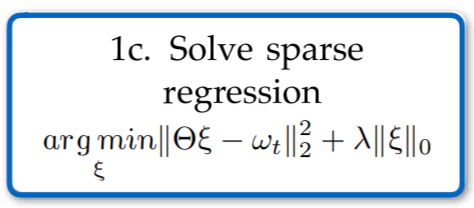 1c. Solve sparse
regression
arg min‖Θξ − ω_t‖₂² + λ‖ξ‖₀
ξ